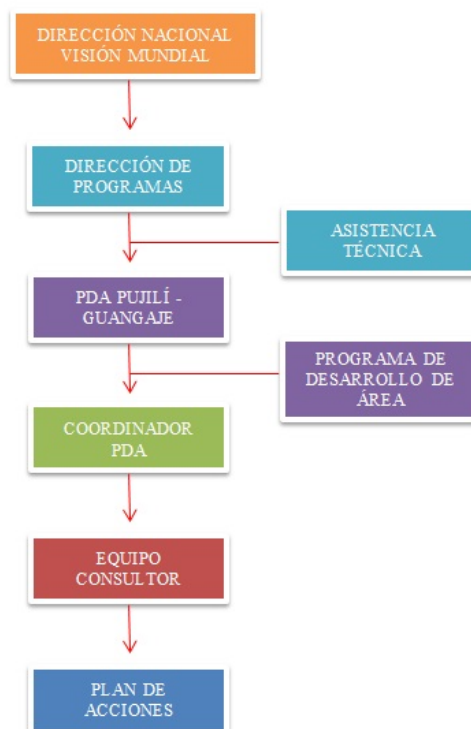 DIRECCIÓN NACIONAL
VISIÓN MUNDIAL
DIRECCIÓN DE
PROGRAMAS
ASISTENCIA
TÉCNICA
PDA PUJILÍ -
GUANGAJE
PROGRAMA DE
DESARROLLO DE
ÁREA
COORDINADOR
PDA
EQUIPO
CONSULTOR
PLAN DE
ACCIONES